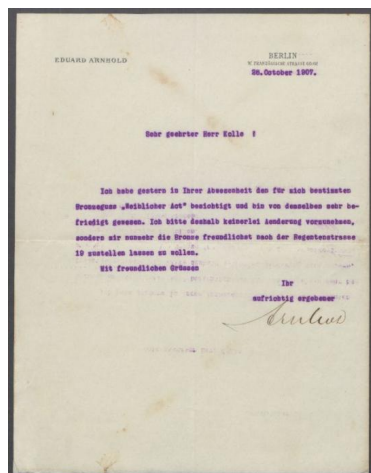 EDUARD ARNHOLD
BERLIN
W. FRANZÖSISCHE STRASSE
28.October 1907.
Sehr geehrter Herr Kolle !
Ich habe gestern in Ihrer Abwesenheit den für mich bestimmten
Bronzeguss „Weiblicher Act" besichtigt und bin von demselben sehr be-
friedigt gewesen. Ich bitte deshalb keinerlei Aenderung vorzunehmen,
sondern mir nunmehr die Bronze freundlichst nach der Regentenstrasse
19 zustellen lassen zu wollen.
Mit freundlichen Grüssen
Ihr
aufrichtig ergebener
Arnhold